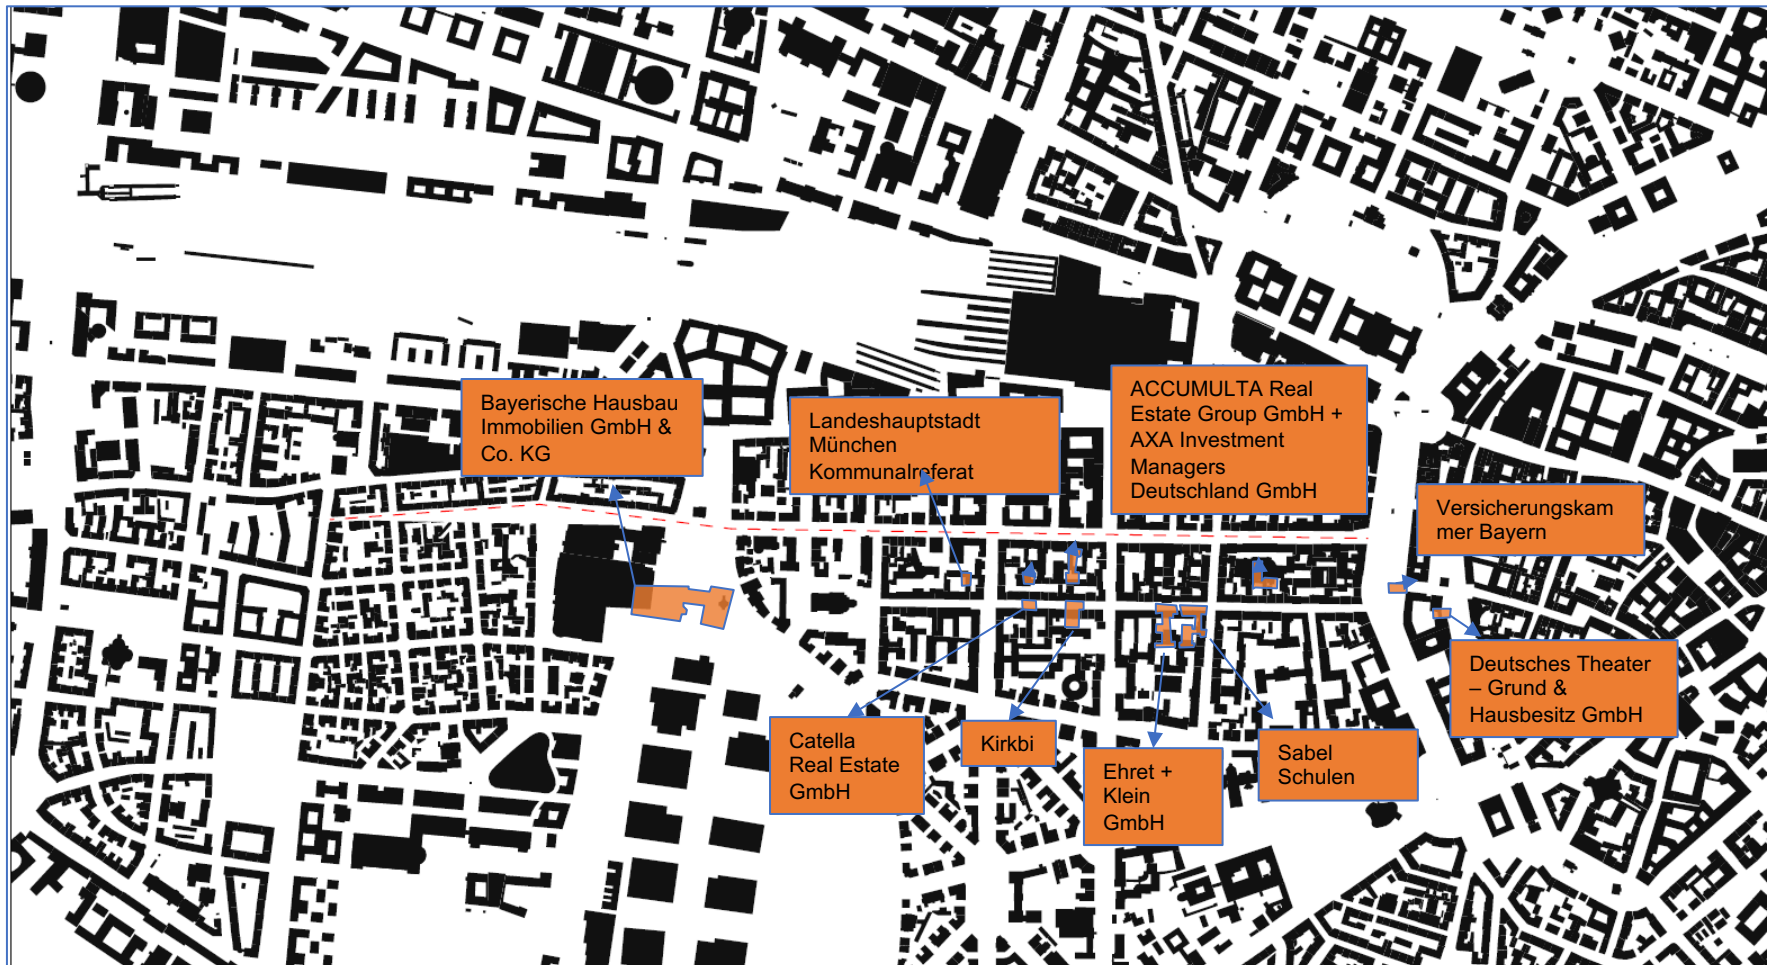 Bayerische Hausbau
Immobilien GmbH &
Co. KG
Landeshauptstadt
München
Kommunalreferat
ACCUMULTA Real
Estate Group GmbH +
AXA Investment
Managers
Deutschland GmbH
Versicherungskam
mer Bayern
Deutsches Theater
– Grund &
Hausbesitz GmbH
Catella
Real Estate
GmbH
Kirkbi
Ehret +
Klein
GmbH
Sabel
Schulen